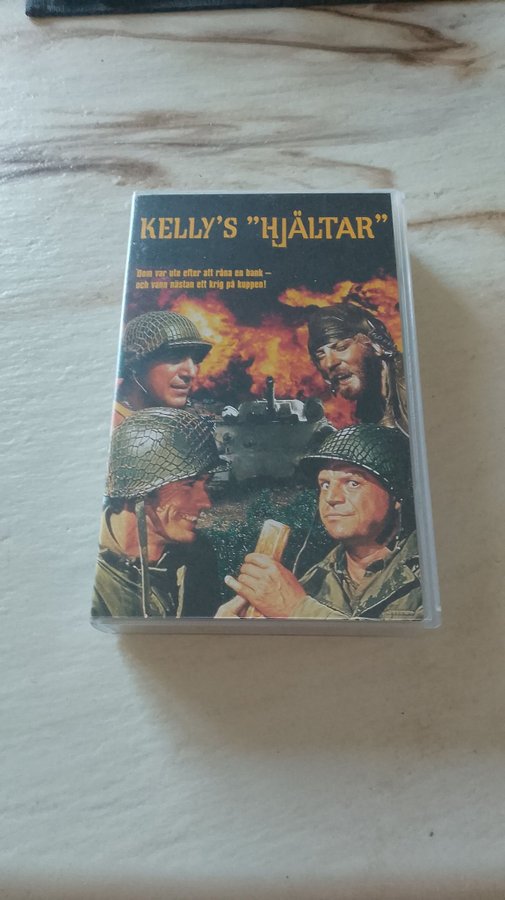 KELLY'S "HJÄLTAR"
Dom var ute efter att råna en bank –
och vann nästan ett krig på kuppen!